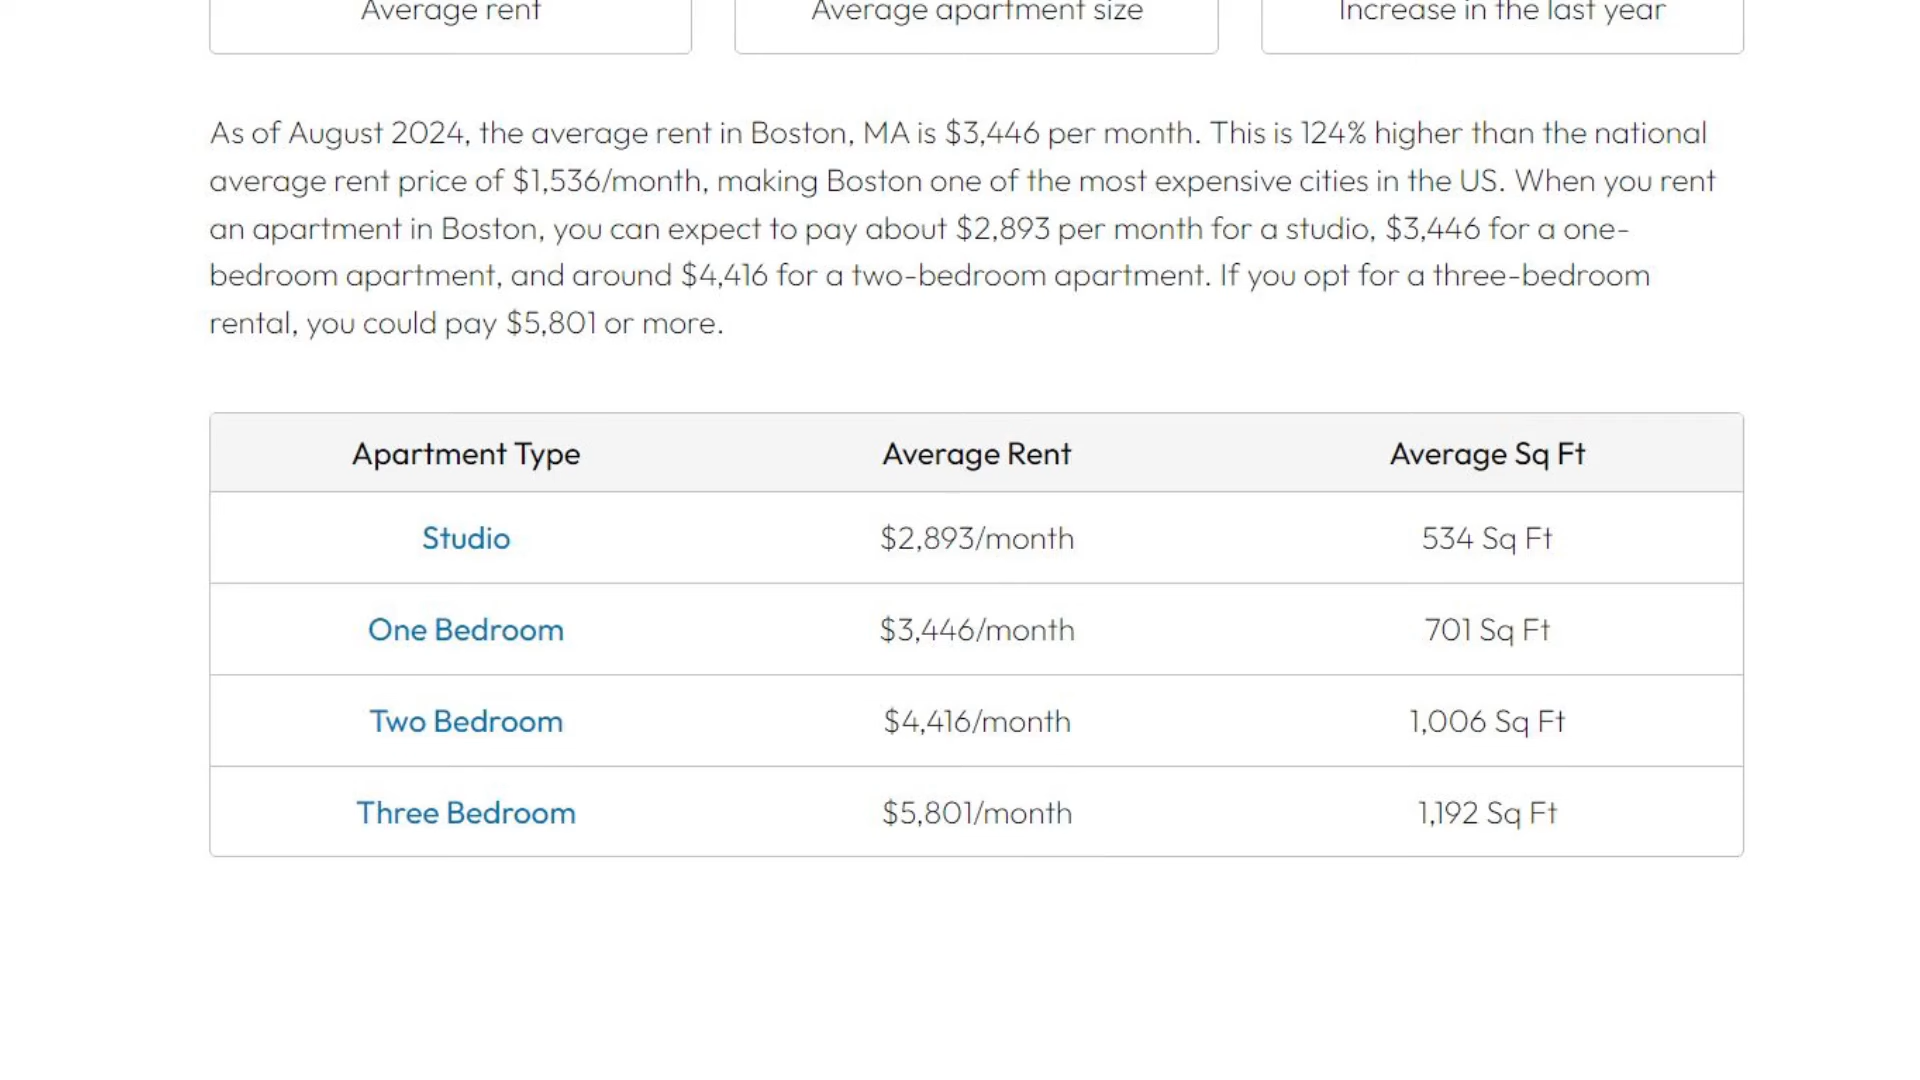 Average rent
Average apartment size
Increase in the last year
As of August 2024, the average rent in Boston, MA is $3,446 per month. This is 124% higher than the national
average rent price of $1,536/month, making Boston one of the most expensive cities in the US. When you rent
an apartment in Boston, you can expect to pay about $2,893 per month for a studio, $3,446 for a one-
bedroom apartment, and around $4,416 for a two-bedroom apartment. If you opt for a three-bedroom
rental, you could pay $5,801 or more.
Apartment Type Average Rent Average Sq Ft
Studio $2,893/month 534 Sq Ft
One Bedroom $3,446/month 701 Sq Ft
Two Bedroom $4,416/month 1,006 Sq Ft
Three Bedroom $5,801/month 1,192 Sq Ft